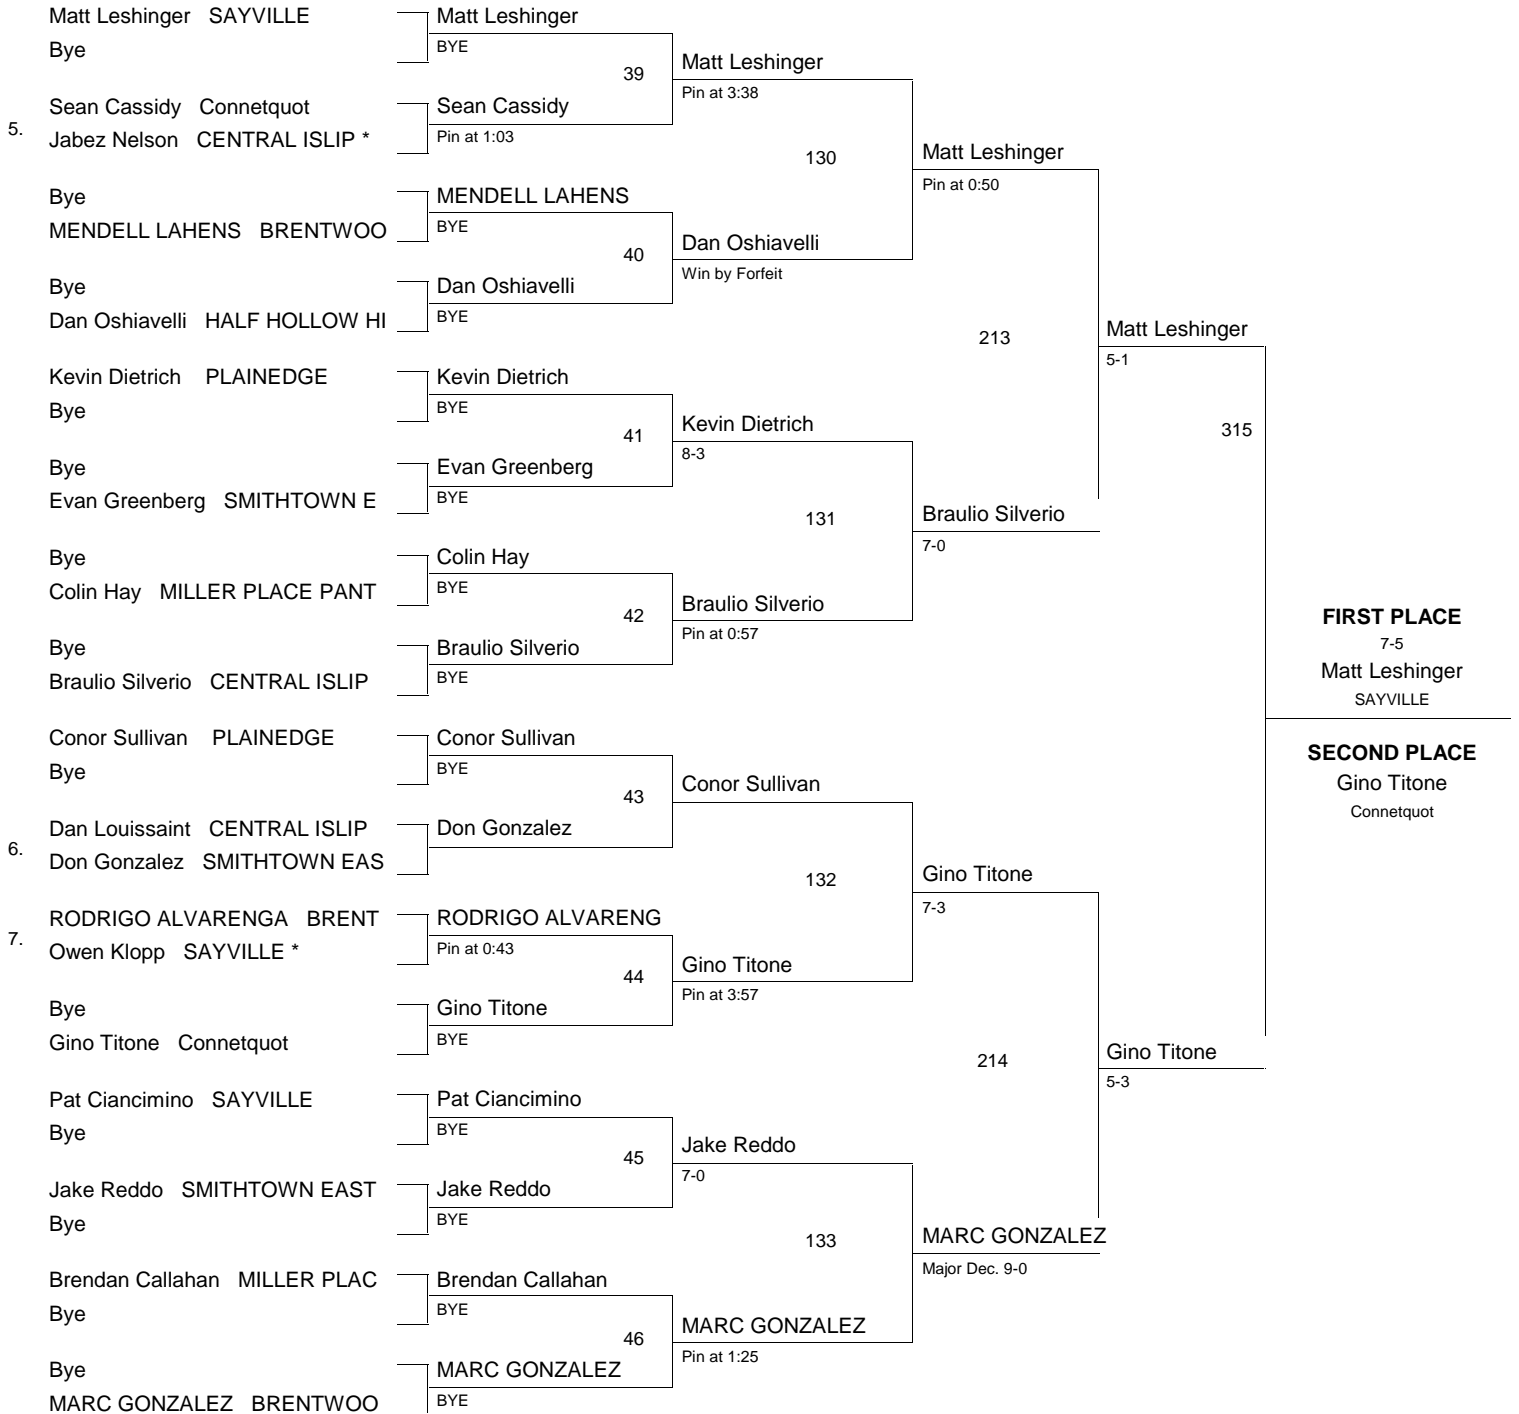 Matt Leshinger SAYVILLE
Bye
5.
Sean Cassidy Connetquot
Jabez Nelson CENTRAL ISLIP *
Bye
MENDELL LAHENS BRENTWOO
Bye
Dan Oshiavelli HALF HOLLOW HI
Kevin Dietrich PLAINEDGE
Bye
Bye
Evan Greenberg SMITHTOWN E
Bye
Colin Hay MILLER PLACE PANT
Bye
Braulio Silverio CENTRAL ISLIP
Conor Sullivan PLAINEDGE
Bye
6.
Dan Louissaint CENTRAL ISLIP
Don Gonzalez SMITHTOWN EAS
7.
RODRIGO ALVARENGA BRENT
Owen Klopp SAYVILLE *
Bye
Gino Titone Connetquot
Pat Ciancimino SAYVILLE
Bye
Jake Reddo SMITHTOWN EAST
Bye
Brendan Callahan MILLER PLAC
Bye
Bye
MARC GONZALEZ BRENTWOO
Matt Leshinger
BYE
39
Sean Cassidy
Pin at 1:03
MENDELL LAHENS
BYE
40
Dan Oshiavelli
BYE
Kevin Dietrich
BYE
41
Evan Greenberg
BYE
Colin Hay
BYE
42
Braulio Silverio
BYE
Conor Sullivan
BYE
43
Don Gonzalez
RODRIGO ALVARENG
Pin at 0:43
44
Gino Titone
BYE
Pat Ciancimino
BYE
45
Jake Reddo
BYE
Brendan Callahan
BYE
46
MARC GONZALEZ
BYE
Matt Leshinger
Pin at 3:38
130
Dan Oshiavelli
Win by Forfeit
Kevin Dietrich
8-3
131
Braulio Silverio
Pin at 0:57
Conor Sullivan
132
Gino Titone
Pin at 3:57
Jake Reddo
7-0
133
MARC GONZALEZ
Pin at 1:25
Matt Leshinger
Pin at 0:50
213
Braulio Silverio
7-0
Gino Titone
7-3
214
MARC GONZALEZ
Major Dec. 9-0
Matt Leshinger
5-1
315
Gino Titone
5-3
FIRST PLACE
7-5
Matt Leshinger
SAYVILLE
SECOND PLACE
Gino Titone
Connetquot